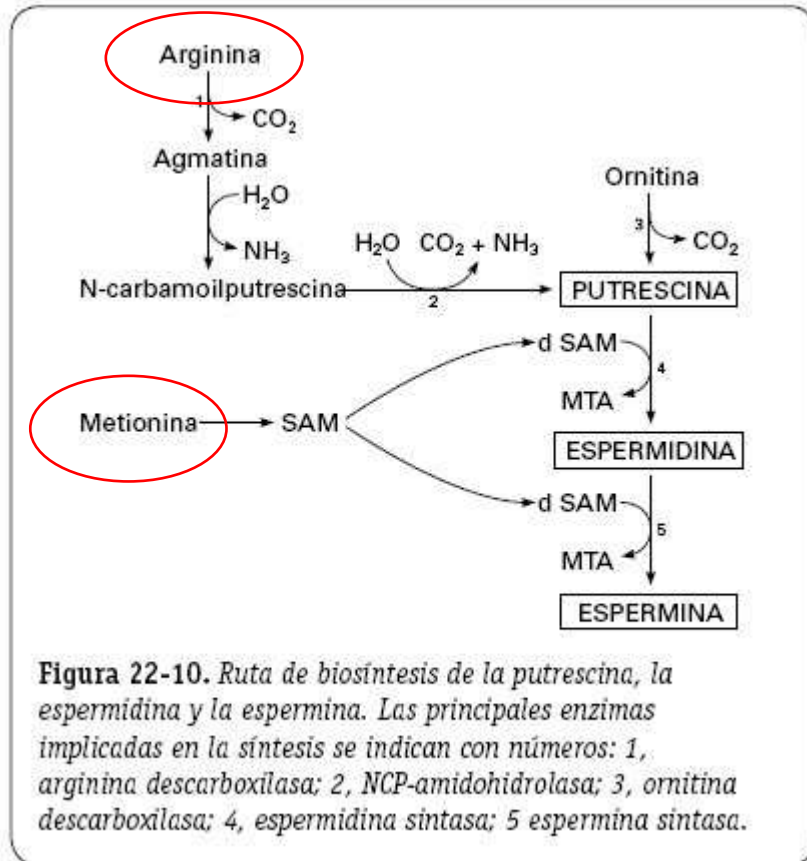 Arginina
1
CO₂
Agmatina
H₂O
NH₃
N-carbamoilputrescina
H₂O CO₂ + NH₃
2
Ornitina
3
CO₂
PUTRESCINA
d SAM
4
MTA
Metionina
SAM
ESPERMIDINA
d SAM
5
MTA
ESPERMINA
Figura 22-10. Ruta de biosíntesis de la putrescina, la
espermidina y la espermina. Las principales enzimas
implicadas en la síntesis se indican con números: 1,
arginina descarboxilasa; 2, NCP-amidohidrolasa; 3, ornitina
descarboxilasa; 4, espermidina sintasa; 5 espermina sintasa.